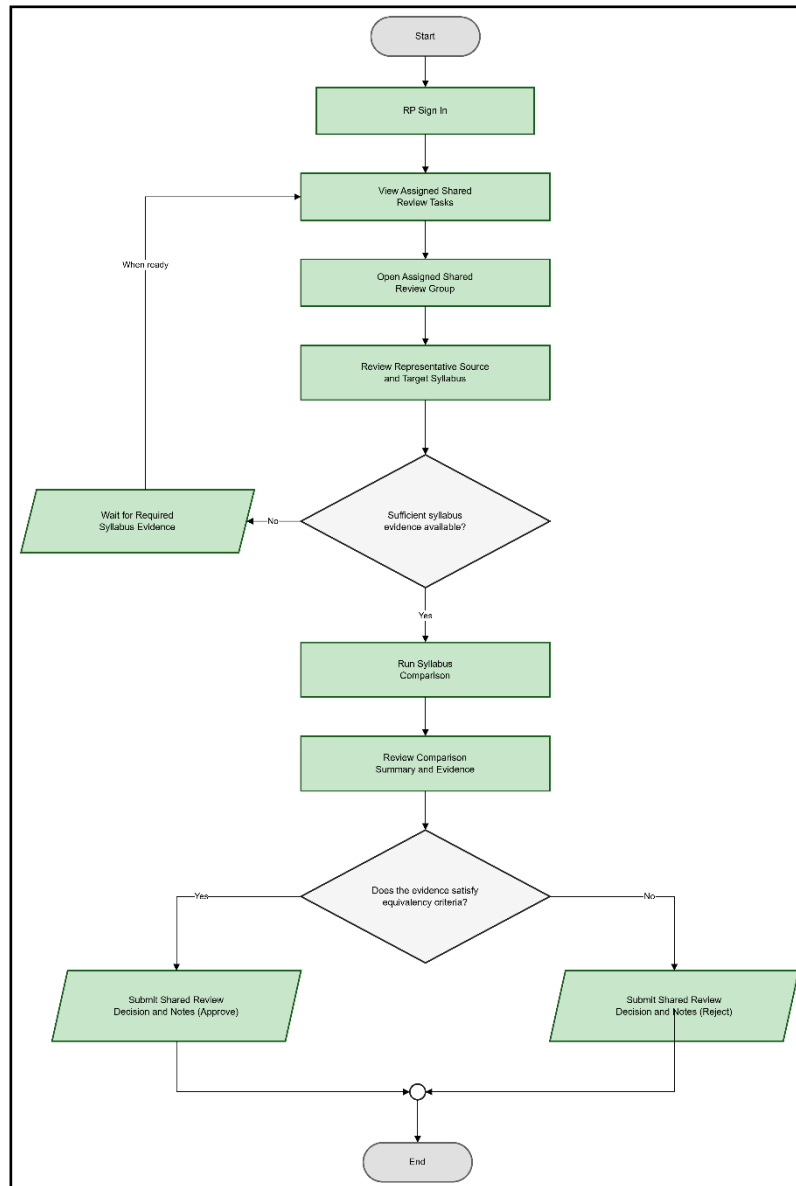 Start
RP Sign In
View Assigned Shared
Review Tasks
When ready
Open Assigned Shared
Review Group
Review Representative Source
and Target Syllabus
Wait for Required
Syllabus Evidence
No
Sufficient syllabus
evidence available?
Yes
Run Syllabus
Comparison
Review Comparison
Summary and Evidence
Does the evidence satisfy
equivalency criteria?
Yes
No
Submit Shared Review
Decision and Notes (Approve)
Submit Shared Review
Decision and Notes (Reject)
End